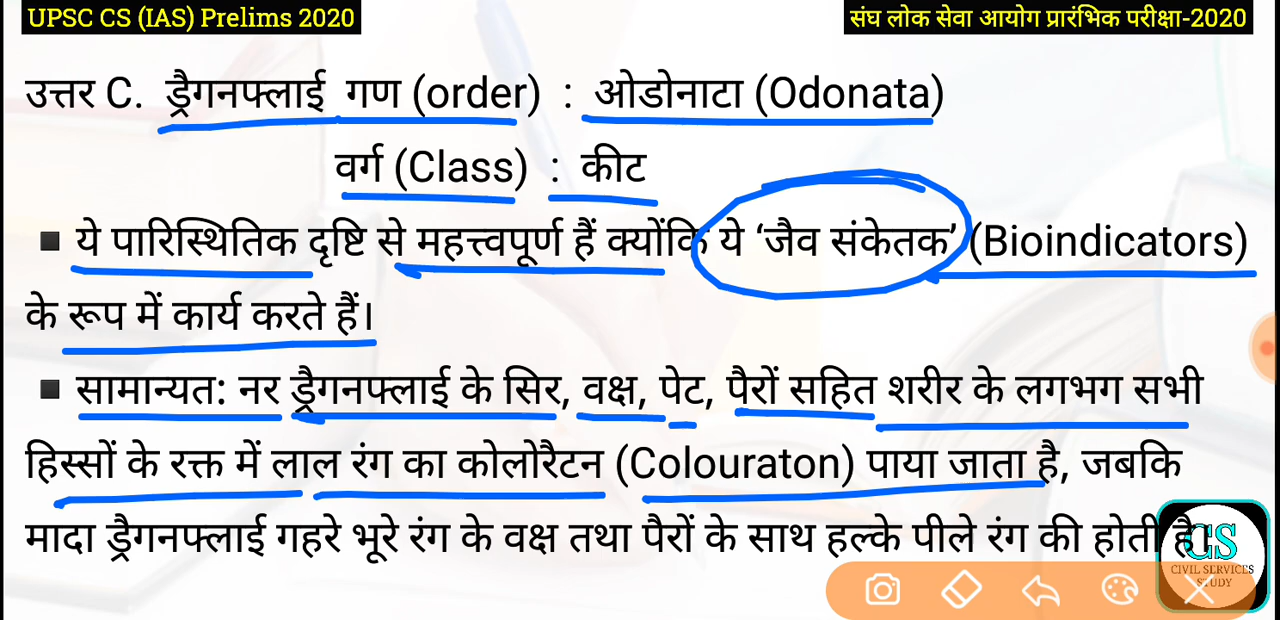 UPSC CS (IAS) Prelims 2020
संघ लोक सेवा आयोग प्रारंभिक परीक्षा-2020
उत्तर C. ड्रैगनफ्लाई गण (order) : ओडोनाटा (Odonata)
वर्ग (Class) : कीट
▪ ये पारिस्थितिक दृष्टि से महत्त्वपूर्ण हैं क्योंकि ये ‘जैव संकेतक’ (Bioindicators)
के रूप में कार्य करते हैं।
▪ सामान्यत: नर ड्रैगनफ्लाई के सिर, वक्ष, पेट, पैरों सहित शरीर के लगभग सभी
हिस्सों के रक्त में लाल रंग का कोलोरैटन (Colouraton) पाया जाता है, जबकि
मादा ड्रैगनफ्लाई गहरे भूरे रंग के वक्ष तथा पैरों के साथ हल्के पीले रंग की होती है।
CS
CIVIL SERVICES
STUDY